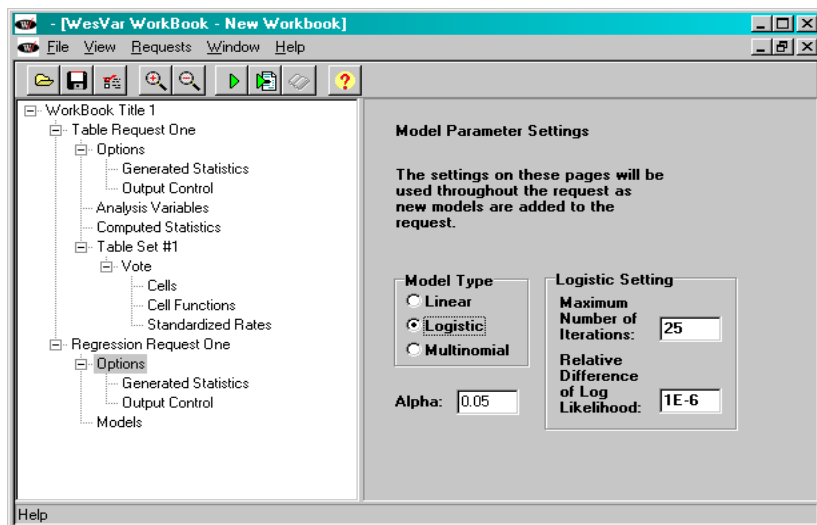 - [WesVar WorkBook - New Workbook]
File View Requests Window Help
WorkBook Title 1
Table Request One
Options
Generated Statistics
Output Control
Analysis Variables
Computed Statistics
Table Set #1
Vote
Cells
Cell Functions
Standardized Rates
Regression Request One
Options
Generated Statistics
Output Control
Models
Model Parameter Settings
The settings on these pages will be
used throughout the request as
new models are added to the
request.
Model Type
Linear
Logistic
Multinomial
Alpha: 0.05
Logistic Setting
Maximum
Number of
Iterations: 25
Relative
Difference
of Log
Likelihood: 1E-6
Help